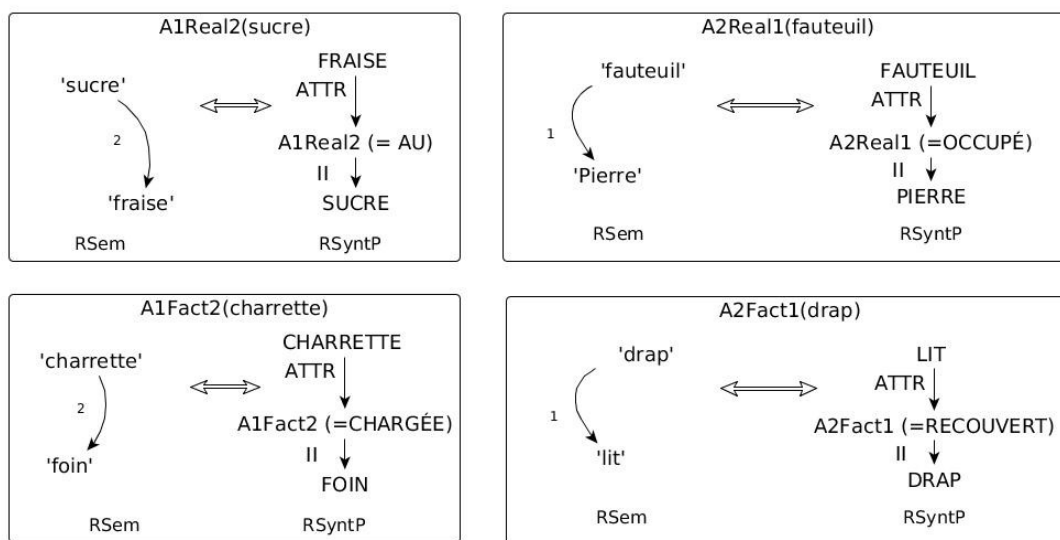 A1Real2(sucre)
FRAISE
'sucre'
ATTR
2
A1Real2 (= AU)
II
'fraise'
SUCRE
RSem
RSyntP
A2Real1(fauteuil)
'fauteuil'
FAUTEUIL
ATTR
1
A2Real1 (=OCCUPÉ)
II
'Pierre'
PIERRE
RSem
RSyntP
A1Fact2(charrette)
CHARRETTE
'charrette'
ATTR
2
A1Fact2 (=CHARGÉE)
II
'foin'
FOIN
RSem
RSyntP
A2Fact1(drap)
'drap'
LIT
ATTR
1
A2Fact1 (=RECOUVERT)
II
'lit'
DRAP
RSem
RSyntP